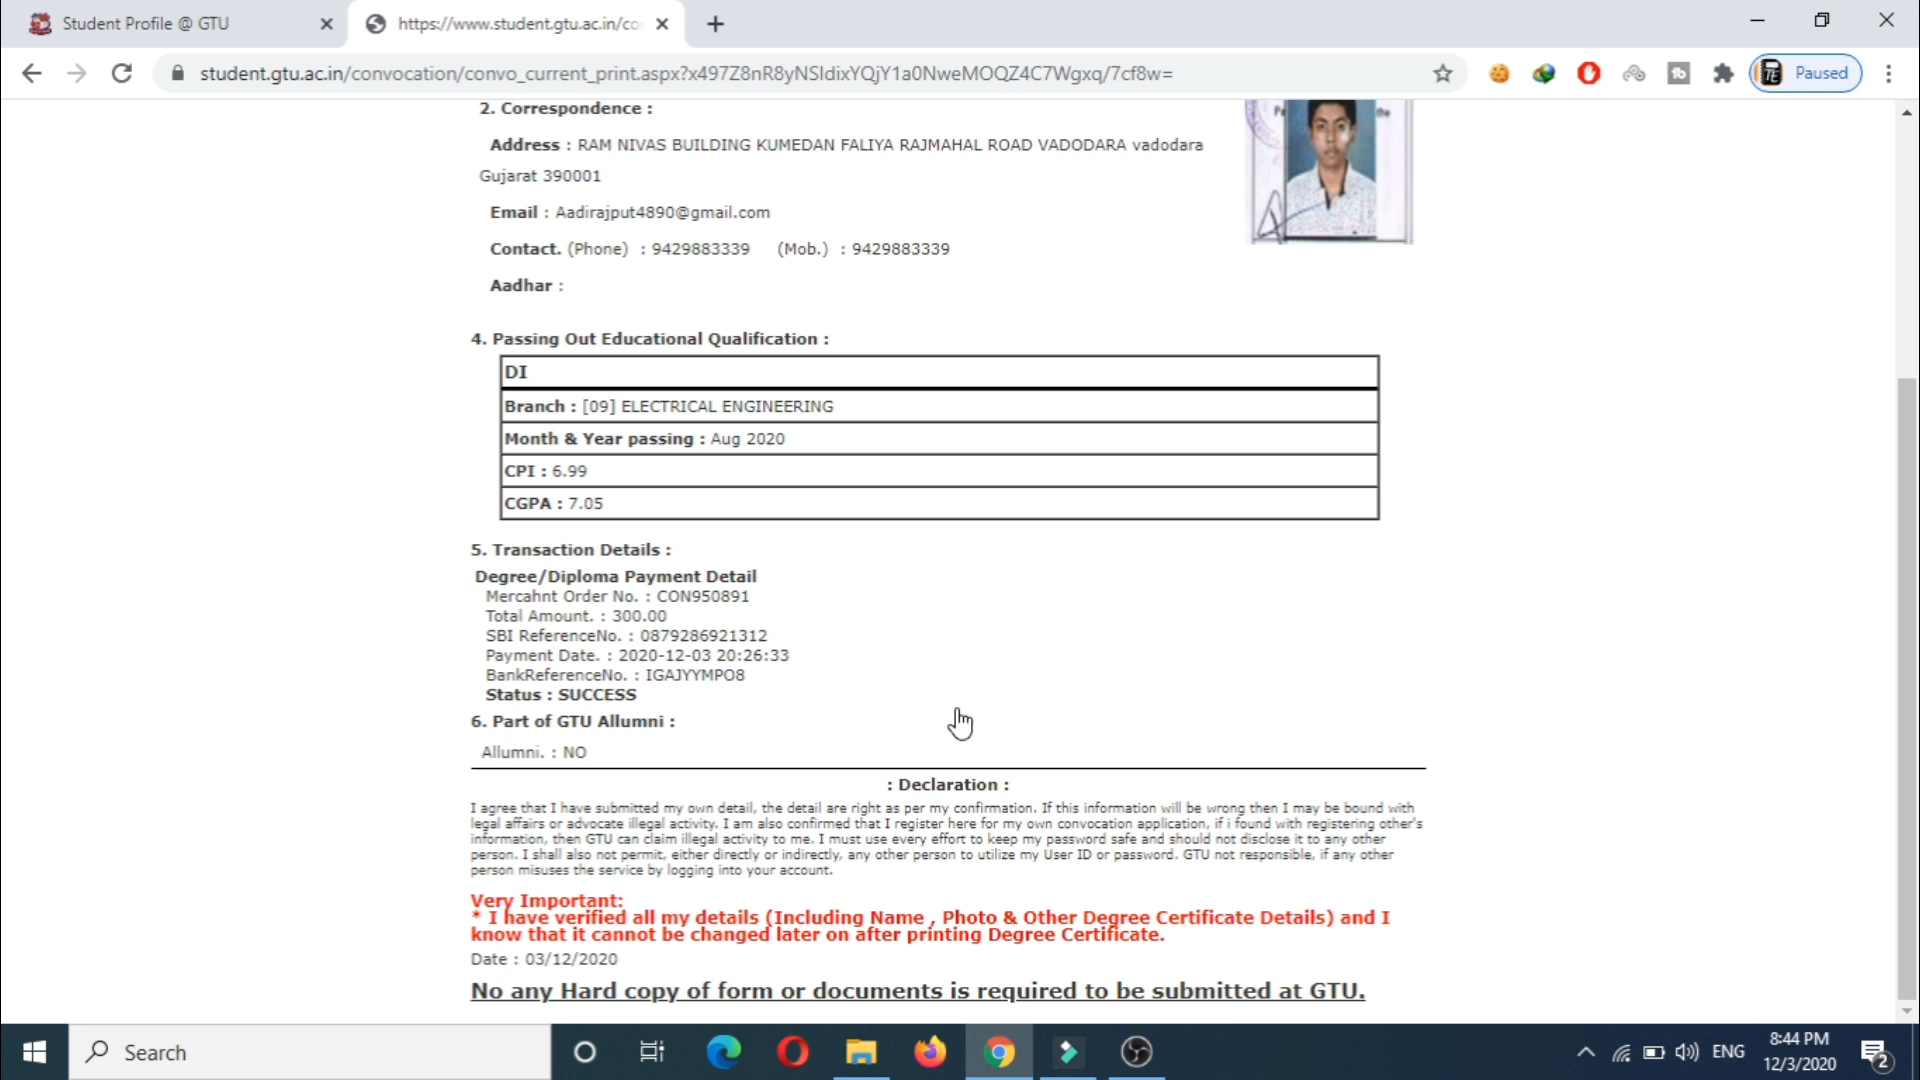 Student Profile @ GTU
https://www.student.gtu.ac.in/co
student.gtu.ac.in/convocation/convo_current_print.aspx?x497Z8nR8yNSIdixYQjY1a0NweMOQZ4C7Wgxq/7cf8w=
Paused
2. Correspondence :
Address : RAM NIVAS BUILDING KUMEDAN FALIYA RAJMAHAL ROAD VADODARA vadodara
Gujarat 390001
Email : Aadirajput4890@gmail.com
Contact. (Phone) : 9429883339 (Mob.) : 9429883339
Aadhar :
4. Passing Out Educational Qualification :
DI
Branch : [09] ELECTRICAL ENGINEERING
Month & Year passing : Aug 2020
CPI : 6.99
CGPA : 7.05
5. Transaction Details :
Degree/Diploma Payment Detail
Mercahnt Order No. : CON950891
Total Amount. : 300.00
SBI ReferenceNo. : 0879286921312
Payment Date. : 2020-12-03 20:26:33
BankReferenceNo. : IGAJYYMPO8
Status : SUCCESS
6. Part of GTU Allumni :
Allumni. : NO
: Declaration :
I agree that I have submitted my own detail, the detail are right as per my confirmation. If this information will be wrong then I may be bound with
legal affairs or advocate illegal activity. I am also confirmed that I register here for my own convocation application, if i found with registering other's
information, then GTU can claim illegal activity to me. I must use every effort to keep my password safe and should not disclose it to any other
person. I shall also not permit, either directly or indirectly, any other person to utilize my User ID or password. GTU not responsible, if any other
person misuses the service by logging into your account.
Very Important:
* I have verified all my details (Including Name , Photo & Other Degree Certificate Details) and I
know that it cannot be changed later on after printing Degree Certificate.
Date : 03/12/2020
No any Hard copy of form or documents is required to be submitted at GTU.
Search
ENG
8:44 PM
12/3/2020
2